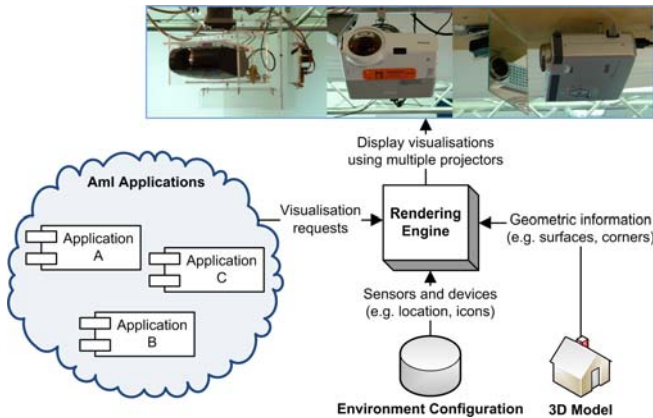 Display visualisations
using multiple projectors
AmI Applications
Application
A
Application
C
Application
B
Visualisation
requests
Rendering
Engine
Geometric information
(e.g. surfaces, corners)
Sensors and devices
(e.g. location, icons)
Environment Configuration
3D Model